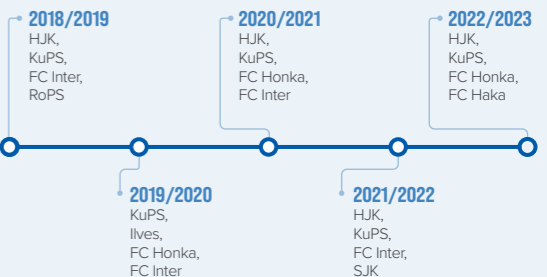 2018/2019
HJK,
KuPS,
FC Inter,
RoPS
2020/2021
HJK,
KuPS,
FC Honka,
FC Inter
2022/2023
HJK,
KuPS,
FC Honka,
FC Haka
2019/2020
KuPS,
Ilves,
FC Honka,
FC Inter
2021/2022
HJK,
KuPS,
FC Inter,
SJK